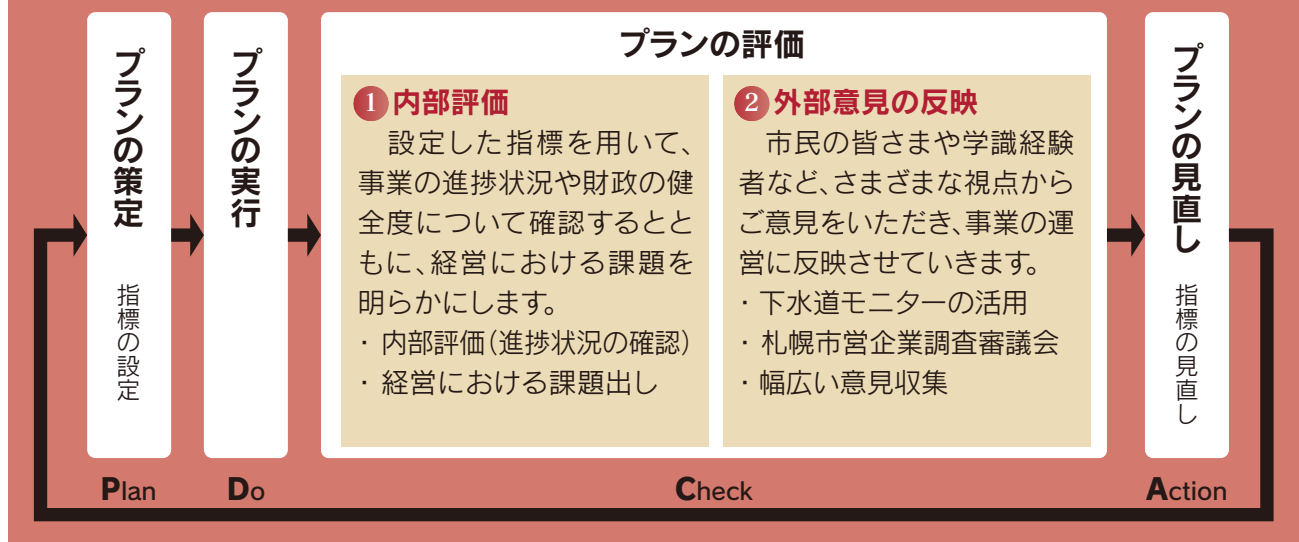 プランの策定
指標の設定
プランの実行
プランの評価
1 内部評価
設定した指標を用いて、
事業の進捗状況や財政の健
全度について確認するとと
もに、経営における課題を
明らかにします。
・内部評価(進捗状況の確認)
・経営における課題出し
2 外部意見の反映
市民の皆さまや学識経験
者など、さまざまな視点から
ご意見をいただき、事業の運
営に反映させていきます。
・下水道モニターの活用
・札幌市営企業調査審議会
・幅広い意見収集
プランの見直し
指標の見直し
Plan
Do
Check
Action